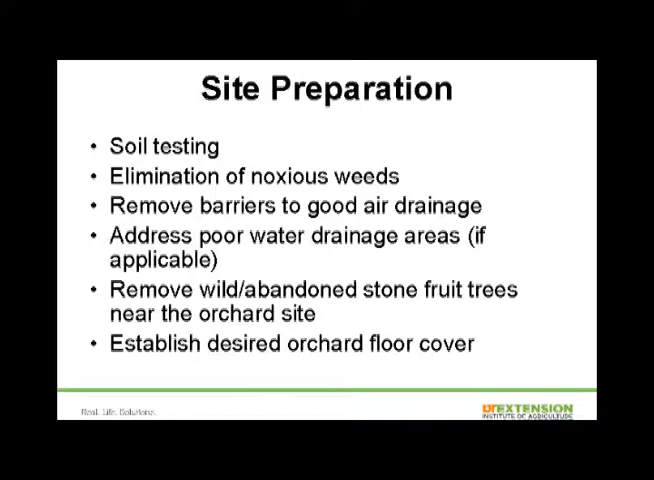 Site Preparation
• Soil testing
• Elimination of noxious weeds
• Remove barriers to good air drainage
• Address poor water drainage areas (if
applicable)
• Remove wild/abandoned stone fruit trees
near the orchard site
• Establish desired orchard floor cover
Real. Life. Solutions.
UT EXTENSION
INSTITUTE OF AGRICULTURE